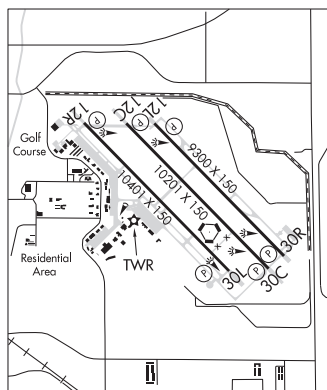 12R
12C
12L
Golf
Course
9300 X 150
10201 X 150
10401 X 150
Residential
Area
TWR
30R
30L
30C
P
P
P
P
P
P